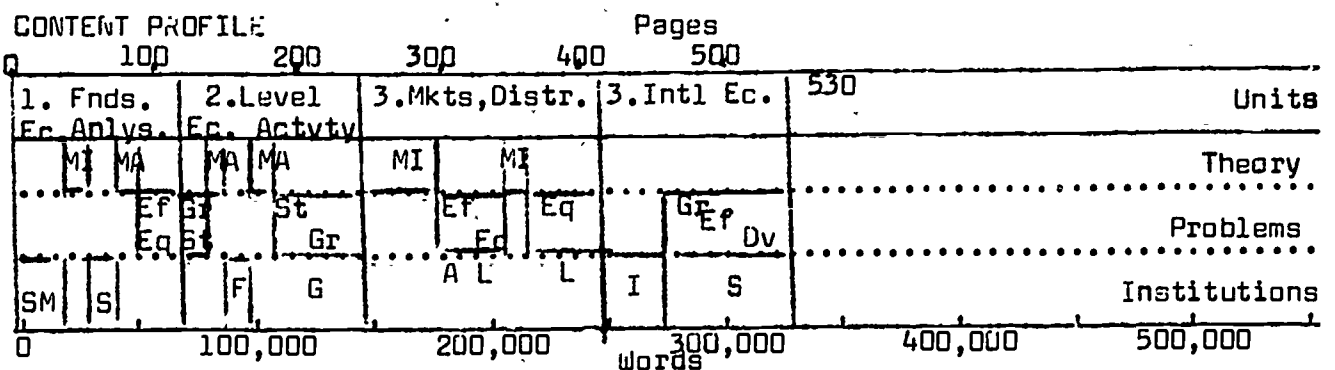 CONTENT PROFILE Pages
0 100 200 300 400 500
1. Fnds. 2.Level 3.Mkts,Distr. 3.Intl Ec. 530 Units
Ec.Anlys. Ec. Actvty
MI MA MA MA MI MI Theory
Ef Gr St Ef Eq Gr Ef
Eq St Gr Eq Dv Problems
SM S F G A L L I S Institutions
0 100,000 200,000 300,000 400,000 500,000
Words